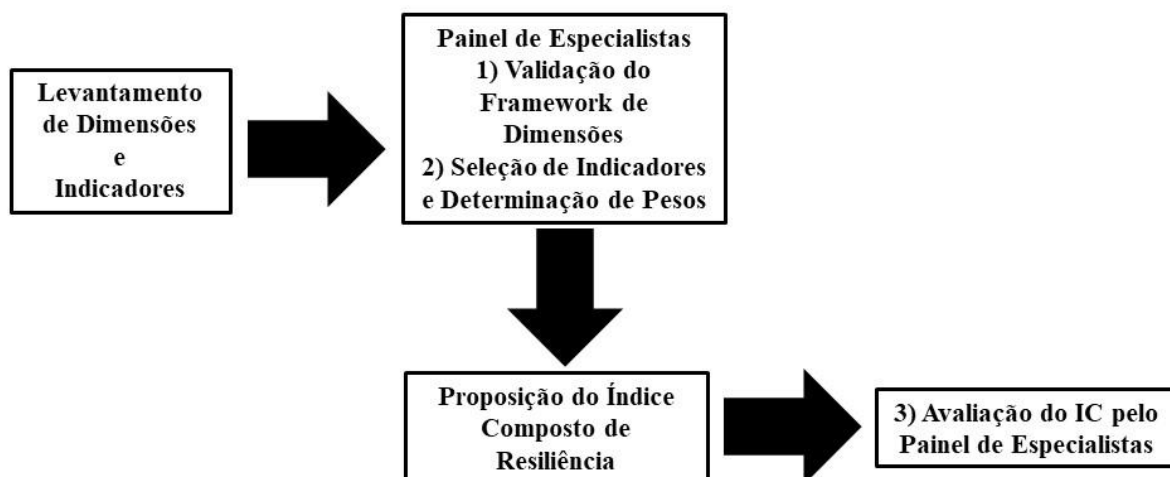 Levantamento
de Dimensões
e
Indicadores
Painel de Especialistas
1) Validação do
Framework de
Dimensões
2) Seleção de Indicadores
e Determinação de Pesos
Proposição do Índice
Composto de
Resiliência
3) Avaliação do IC pelo
Painel de Especialistas